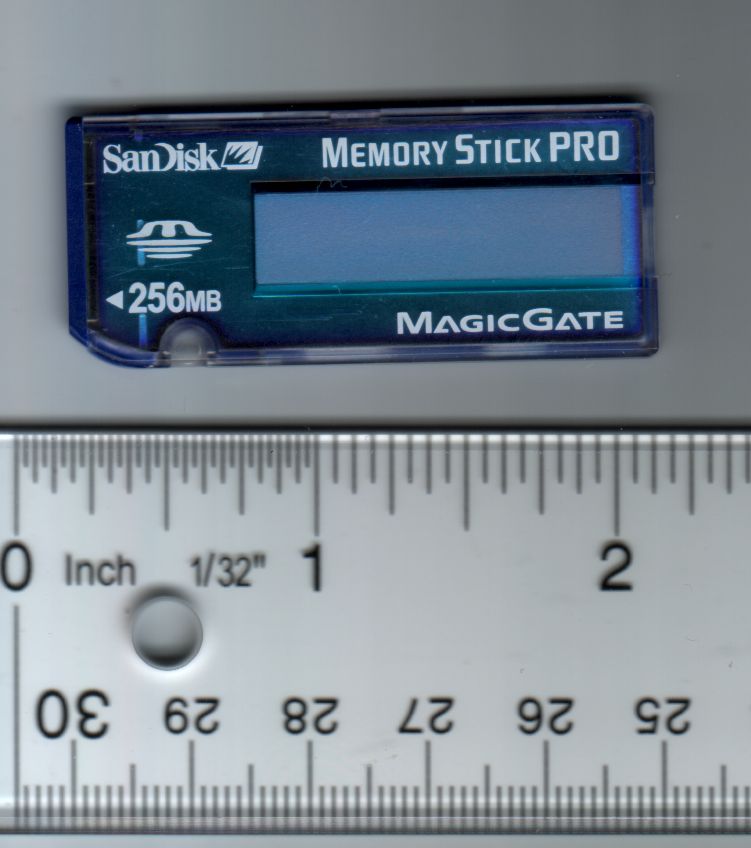 SanDisk MEMORY STICK PRO
◄256MB
MAGICGATE
0 Inch 1/32" 1 2
30 29 28 27 26 25